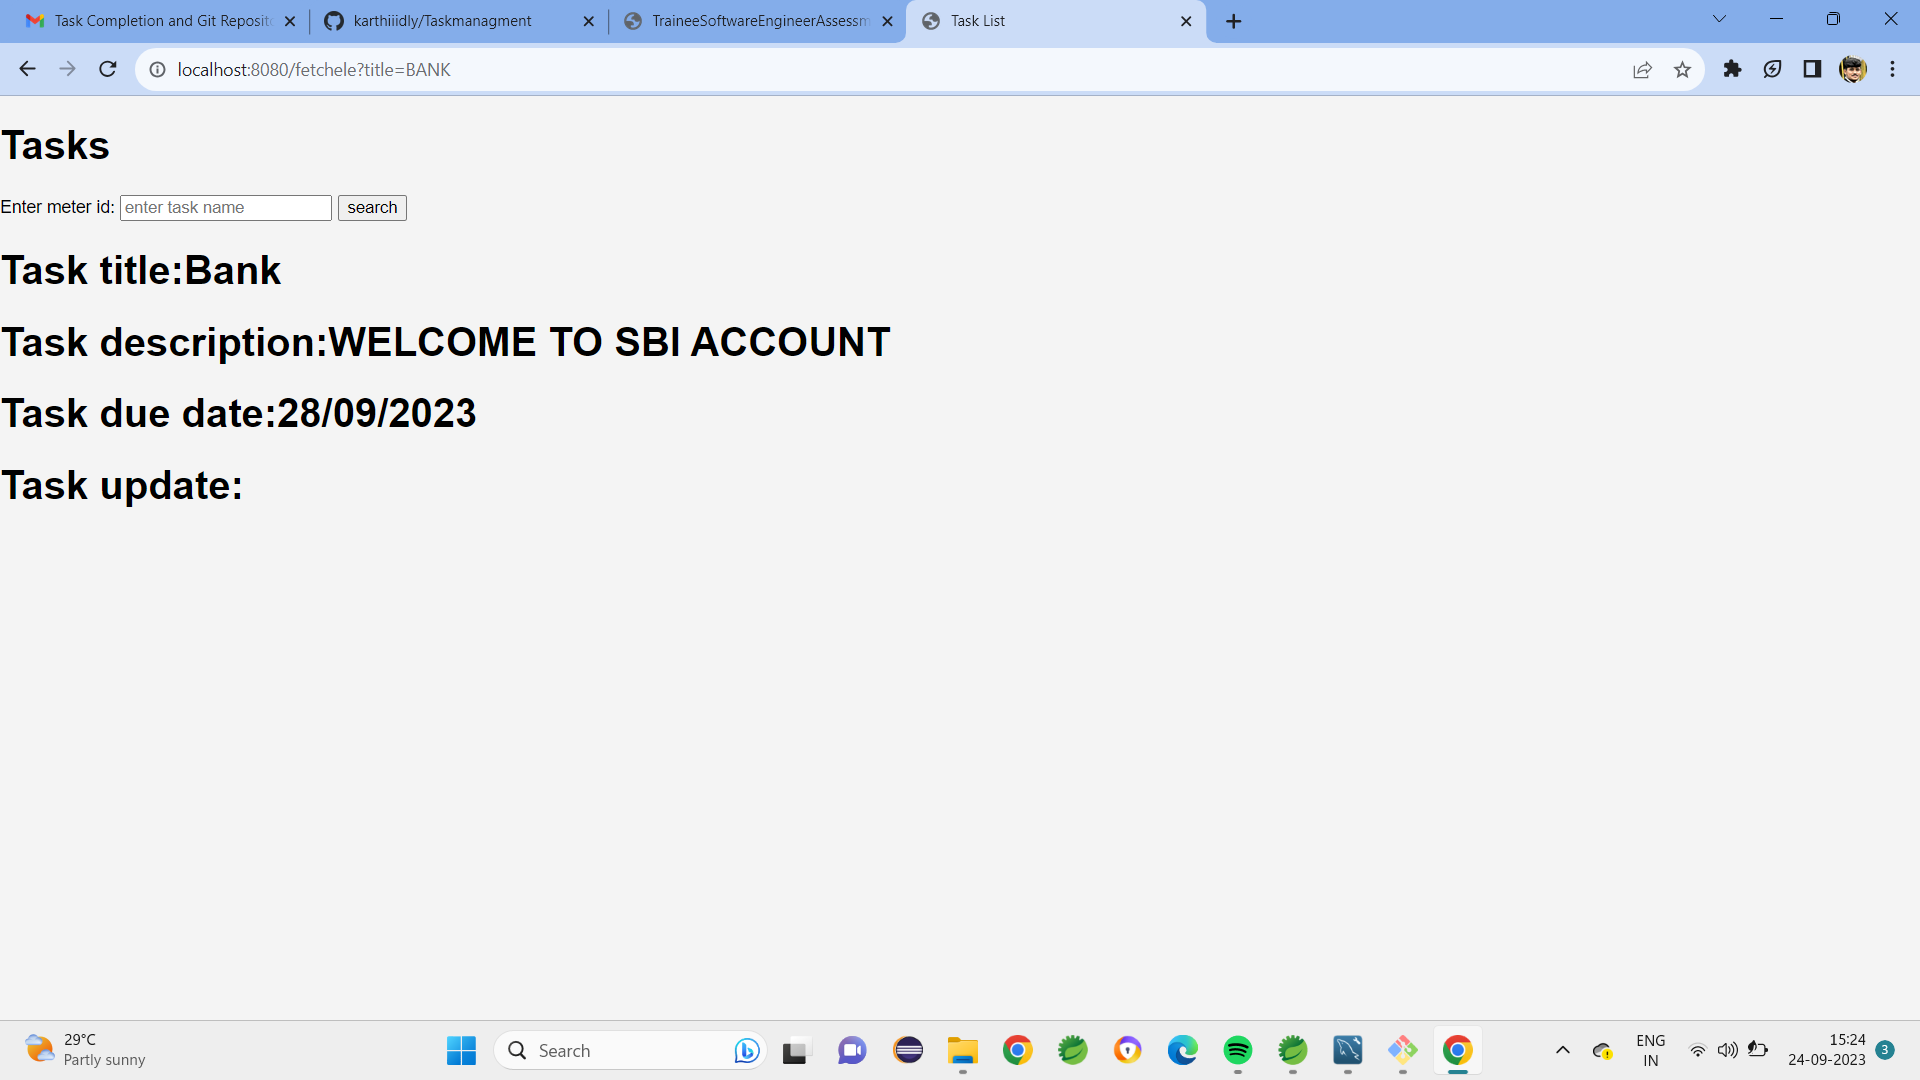 Task Completion and Git Reposito
karthiiidly/Taskmanagment
TraineeSoftwareEngineerAssessm
Task List
localhost:8080/fetchele?title=BANK
Tasks
Enter meter id: enter task name search
Task title:Bank
Task description:WELCOME TO SBI ACCOUNT
Task due date:28/09/2023
Task update:
29°C
Partly sunny
Search
ENG
IN
15:24
24-09-2023
3